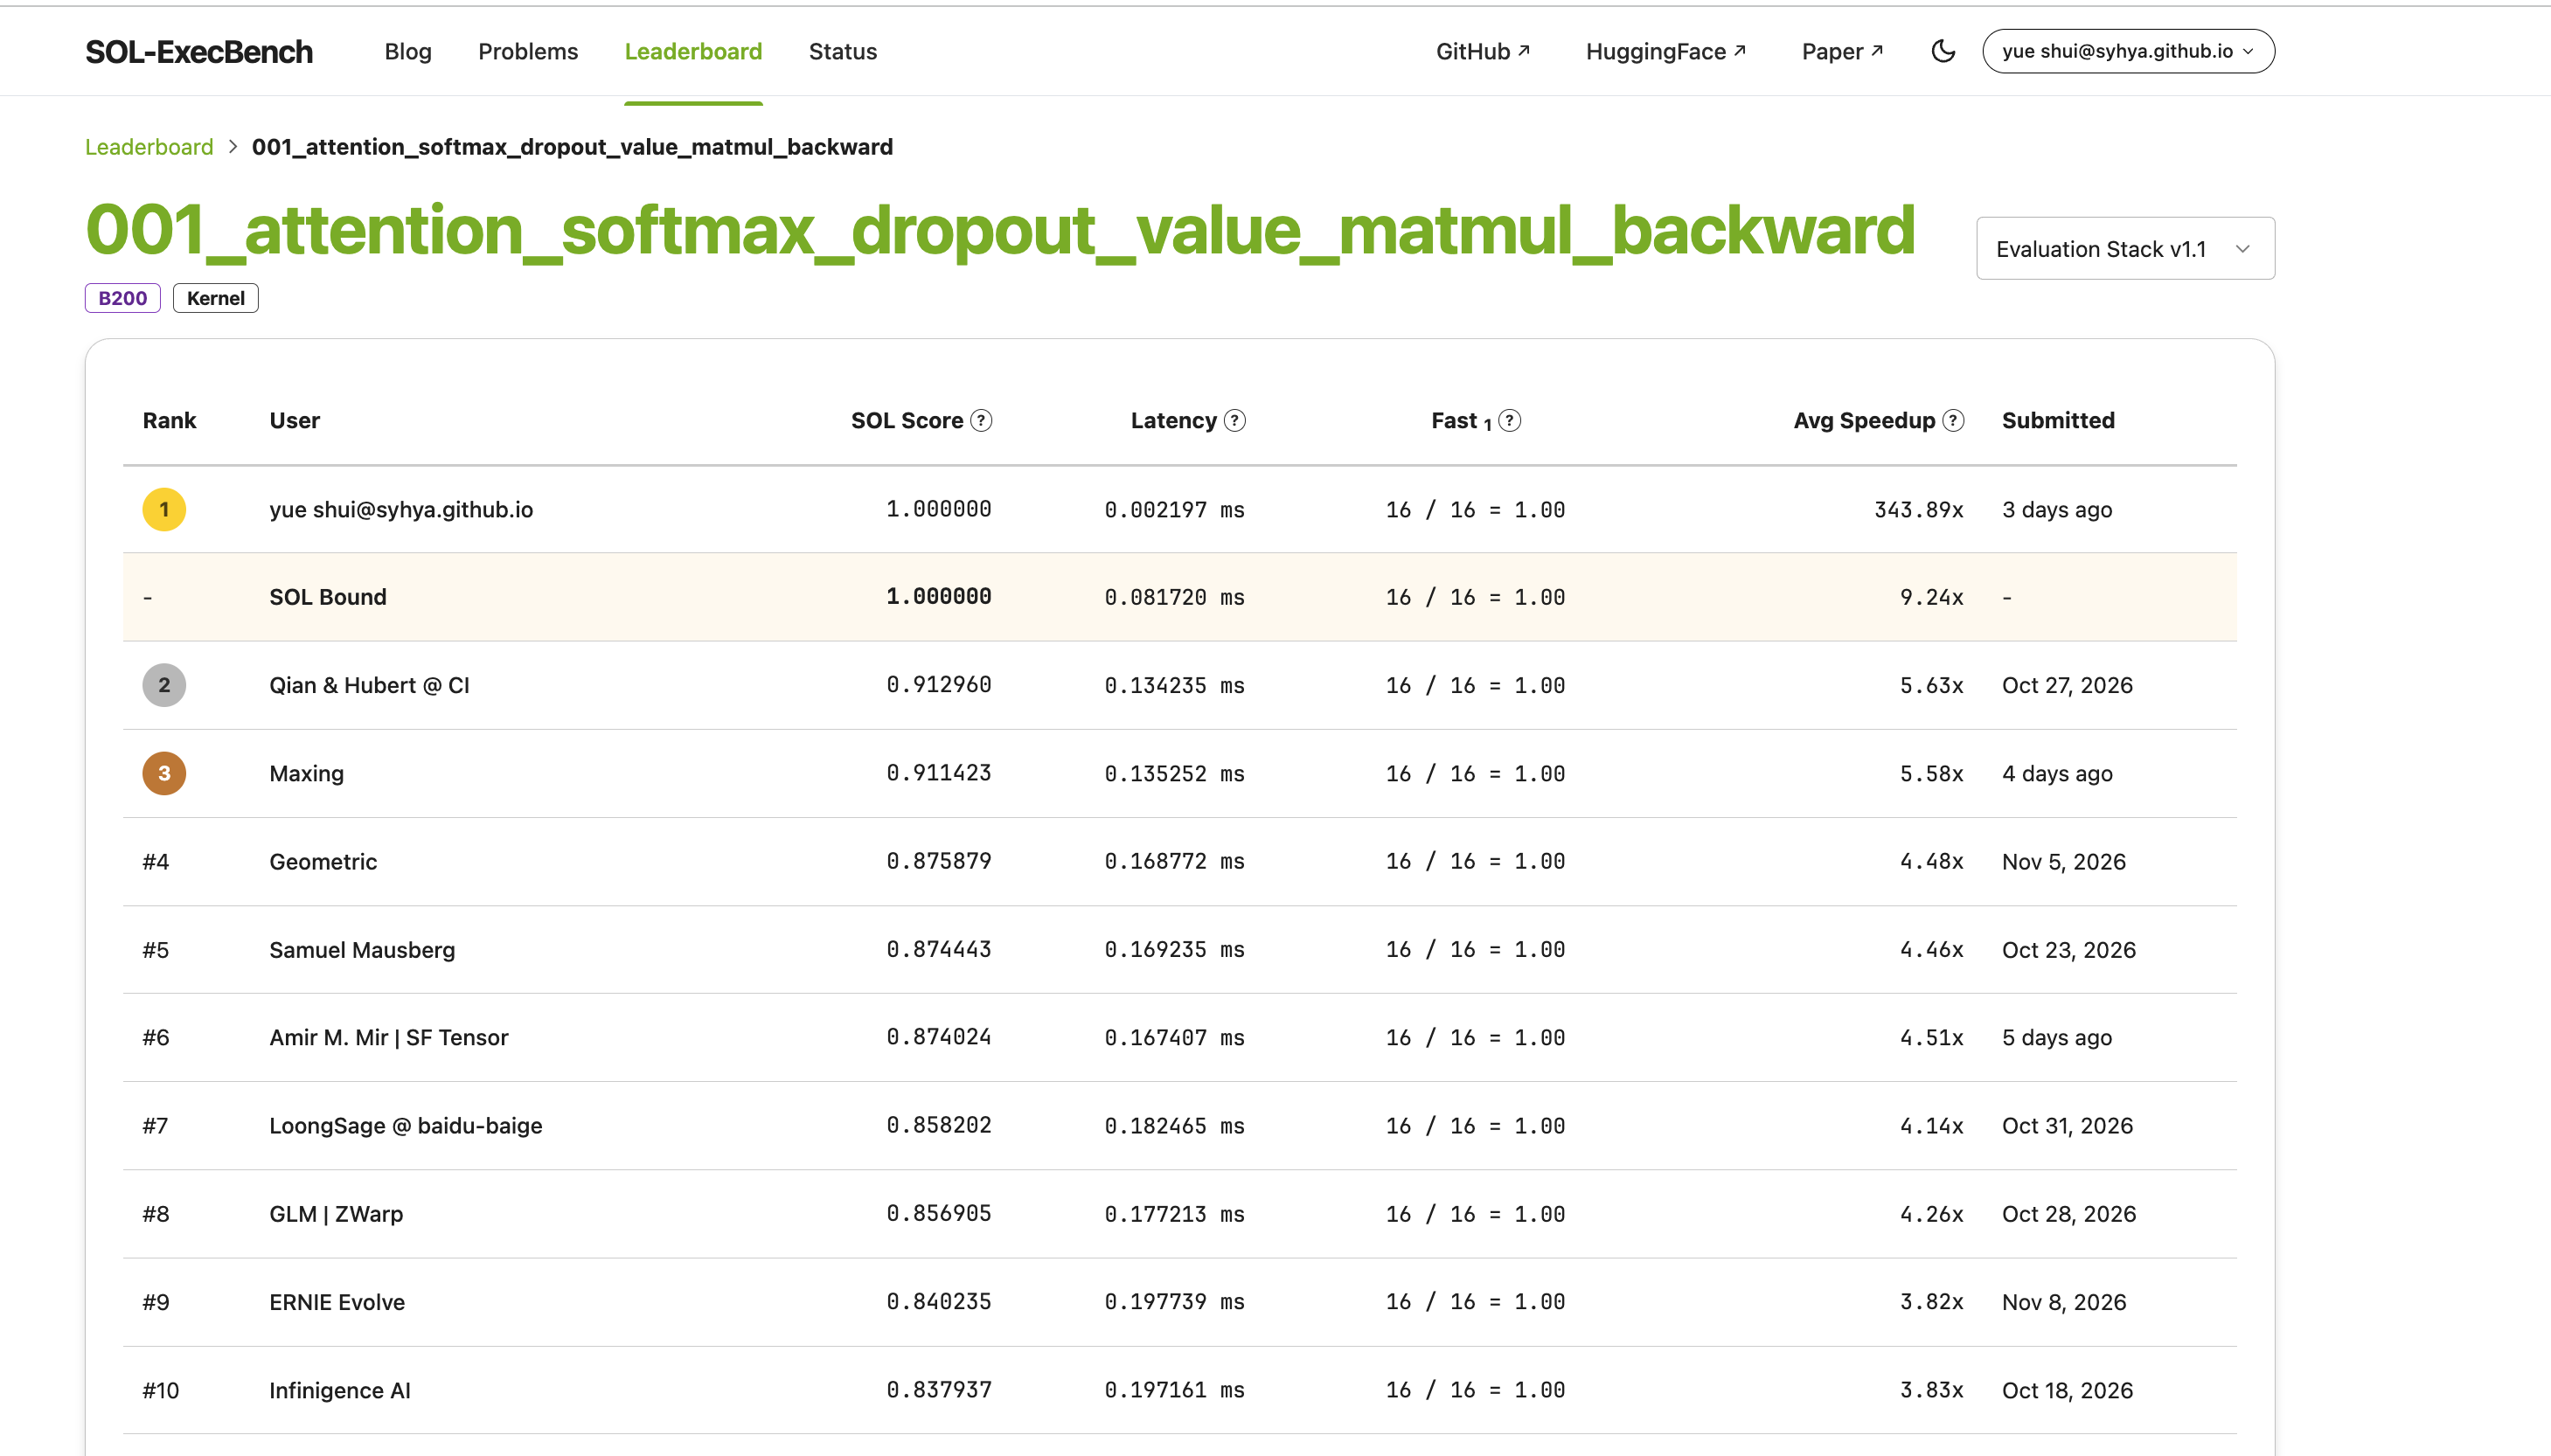 SOL-ExecBench Blog Problems Leaderboard Status GitHub ↗ HuggingFace ↗ Paper ↗ yue shui@syhya.github.io
Leaderboard > 001_attention_softmax_dropout_value_matmul_backward
001_attention_softmax_dropout_value_matmul_backward Evaluation Stack v1.1
B200 Kernel
Rank User SOL Score ? Latency ? Fast 1 ? Avg Speedup ? Submitted
1 yue shui@syhya.github.io 1.000000 0.002197 ms 16 / 16 = 1.00 343.89x 3 days ago
- SOL Bound 1.000000 0.081720 ms 16 / 16 = 1.00 9.24x -
2 Qian & Hubert @ CI 0.912960 0.134235 ms 16 / 16 = 1.00 5.63x Oct 27, 2026
3 Maxing 0.911423 0.135252 ms 16 / 16 = 1.00 5.58x 4 days ago
#4 Geometric 0.875879 0.168772 ms 16 / 16 = 1.00 4.48x Nov 5, 2026
#5 Samuel Mausberg 0.874443 0.169235 ms 16 / 16 = 1.00 4.46x Oct 23, 2026
#6 Amir M. Mir | SF Tensor 0.874024 0.167407 ms 16 / 16 = 1.00 4.51x 5 days ago
#7 LoongSage @ baidu-baige 0.858202 0.182465 ms 16 / 16 = 1.00 4.14x Oct 31, 2026
#8 GLM | ZWarp 0.856905 0.177213 ms 16 / 16 = 1.00 4.26x Oct 28, 2026
#9 ERNIE Evolve 0.840235 0.197739 ms 16 / 16 = 1.00 3.82x Nov 8, 2026
#10 Infinigence AI 0.837937 0.197161 ms 16 / 16 = 1.00 3.83x Oct 18, 2026